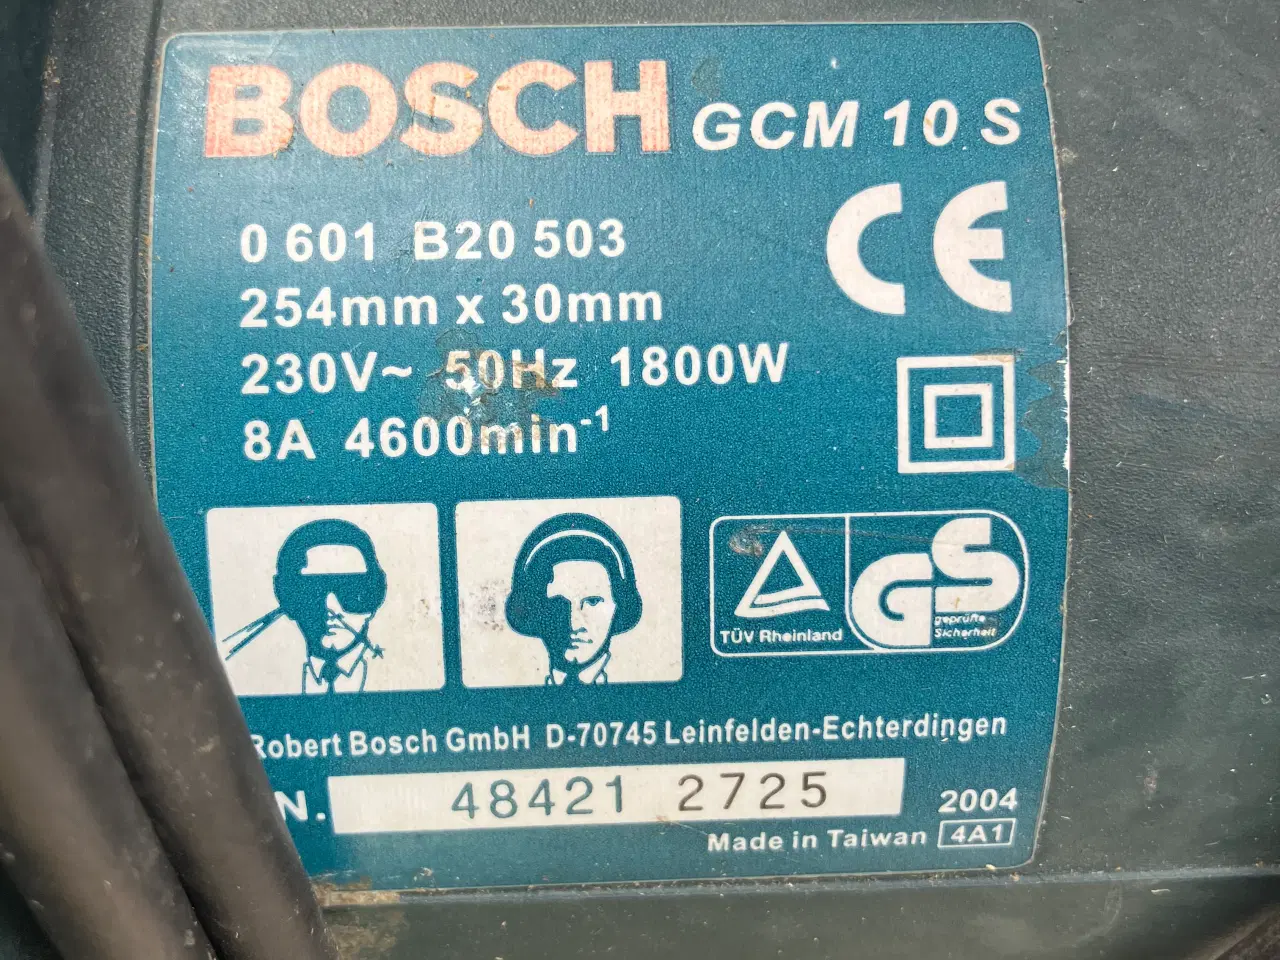 BOSCH GCM 10 S
0 601 B20 503
254mm x 30mm
230V~ 50Hz 1800W
8A 4600min-1
CE
TÜV Rheinland
GS
geprüfte
Sicherheit
Robert Bosch GmbH D-70745 Leinfelden-Echterdingen
N. 48421 2725
2004
Made in Taiwan 4A1